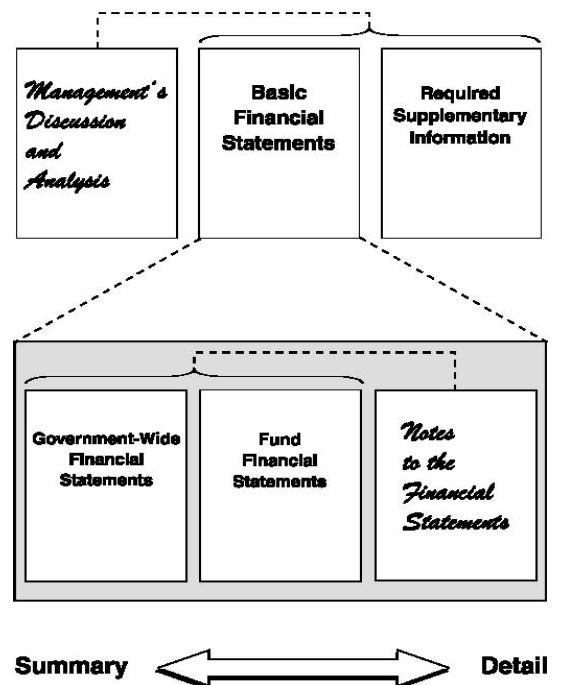 Management's
Discussion
and
Analysis
Basic
Financial
Statements
Required
Supplementary
Information
Government-Wide
Financial
Statements
Fund
Financial
Statements
Notes
to the
Financial
Statements
Summary
Detail